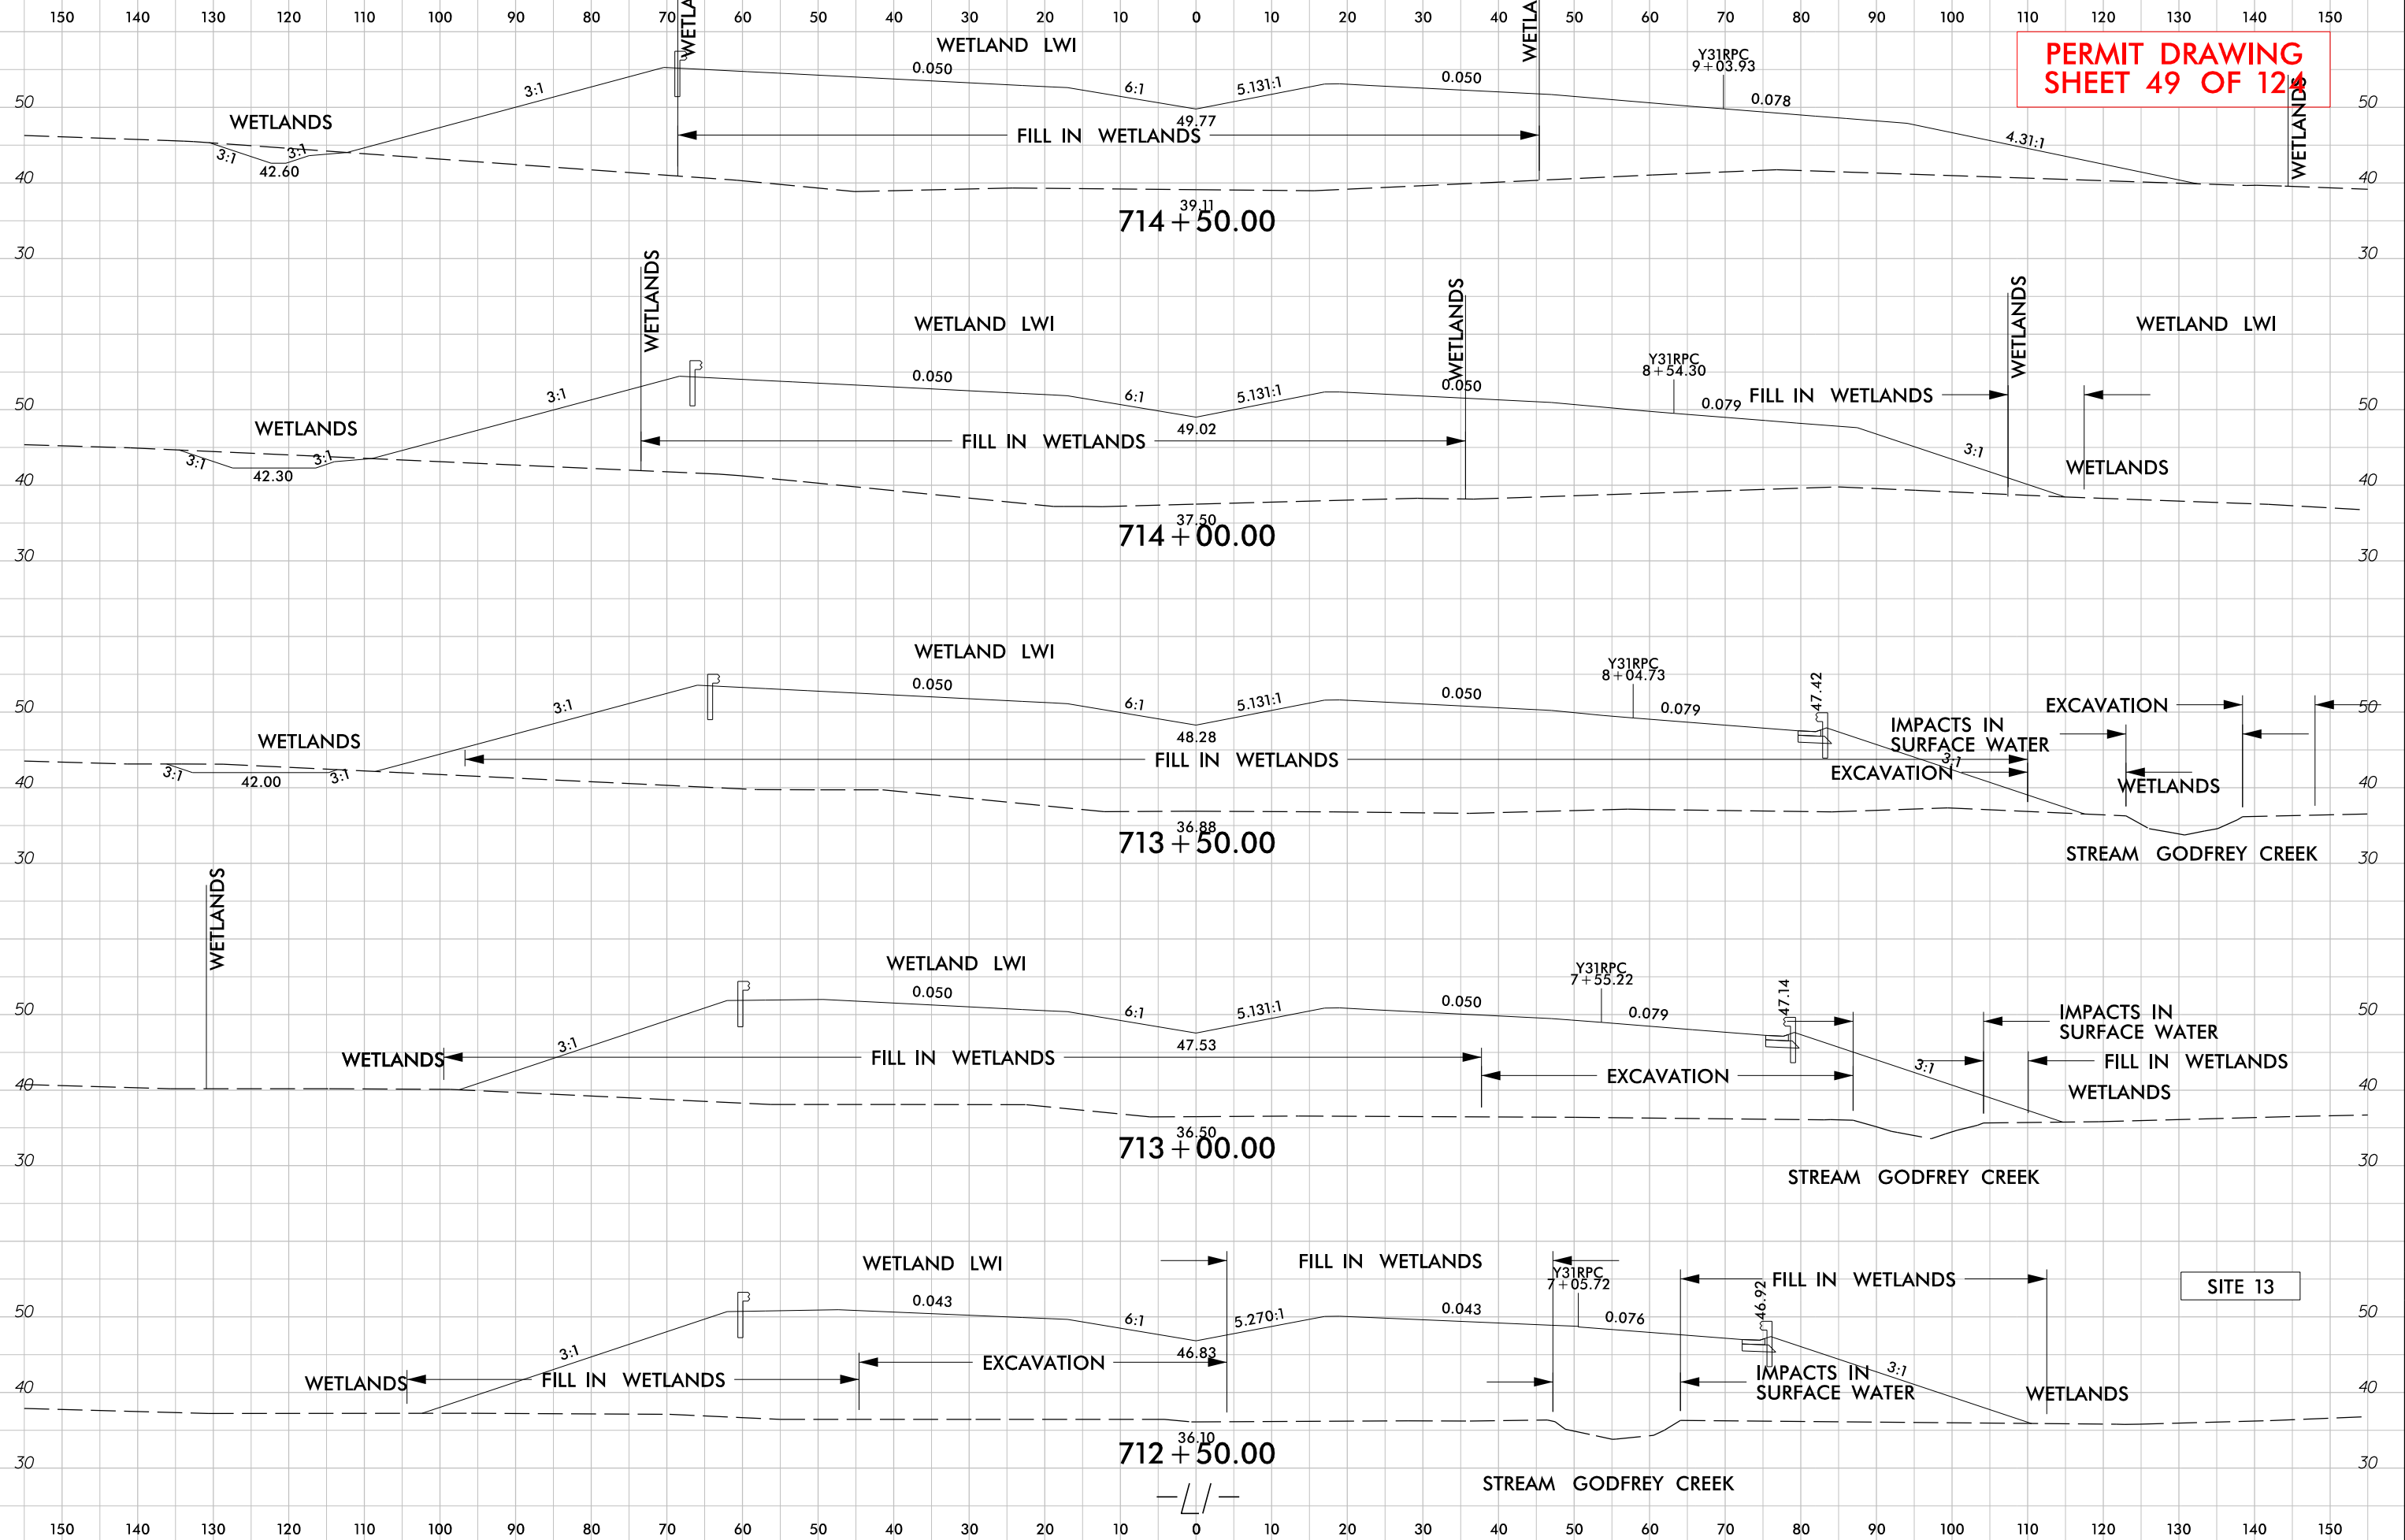 150 140 130 120 110 100 90 80 70 60 50 40 30 20 10 0 10 20 30 40 50 60 70 80 90 100 110 120 130 140 150
PERMIT DRAWING
SHEET 49 OF 124
WETLA
WETLAND LWI
WETLA
Y31RPC
9+03.93
WETLANDS
3:1
0.050
6:1
5.131:1
0.050
0.078
4.31:1
50
50
WETLANDS
3:1
3:1
42.60
49.77
FILL IN WETLANDS
40
40
39.11
714+50.00
30
30
WETLANDS
WETLANDS
WETLANDS
WETLAND LWI
WETLAND LWI
Y31RPC
8+54.30
3:1
0.050
6:1
5.131:1
0.050
0.079
FILL IN WETLANDS
50
50
WETLANDS
3:1
3:1
42.30
49.02
FILL IN WETLANDS
3:1
WETLANDS
40
40
37.50
714+00.00
30
30
WETLAND LWI
Y31RPC
8+04.73
47.42
3:1
0.050
6:1
5.131:1
0.050
0.079
EXCAVATION
50
50
IMPACTS IN
SURFACE WATER
WETLANDS
48.28
FILL IN WETLANDS
3:1
EXCAVATION
WETLANDS
3:1
3:1
42.00
40
40
36.88
713+50.00
STREAM GODFREY CREEK
30
30
WETLANDS
WETLAND LWI
Y31RPC
7+55.22
47.14
0.050
6:1
5.131:1
0.050
0.079
IMPACTS IN
SURFACE WATER
50
50
3:1
47.53
WETLANDS
FILL IN WETLANDS
EXCAVATION
3:1
FILL IN WETLANDS
WETLANDS
40
40
36.50
713+00.00
30
30
STREAM GODFREY CREEK
WETLAND LWI
FILL IN WETLANDS
Y31RPC
7+05.72
FILL IN WETLANDS
SITE 13
46.92
0.043
6:1
5.270:1
0.043
0.076
50
50
3:1
46.83
EXCAVATION
WETLANDS
FILL IN WETLANDS
IMPACTS IN
SURFACE WATER
3:1
WETLANDS
40
40
36.10
712+50.00
30
30
STREAM GODFREY CREEK
-L-
150 140 130 120 110 100 90 80 70 60 50 40 30 20 10 0 10 20 30 40 50 60 70 80 90 100 110 120 130 140 150